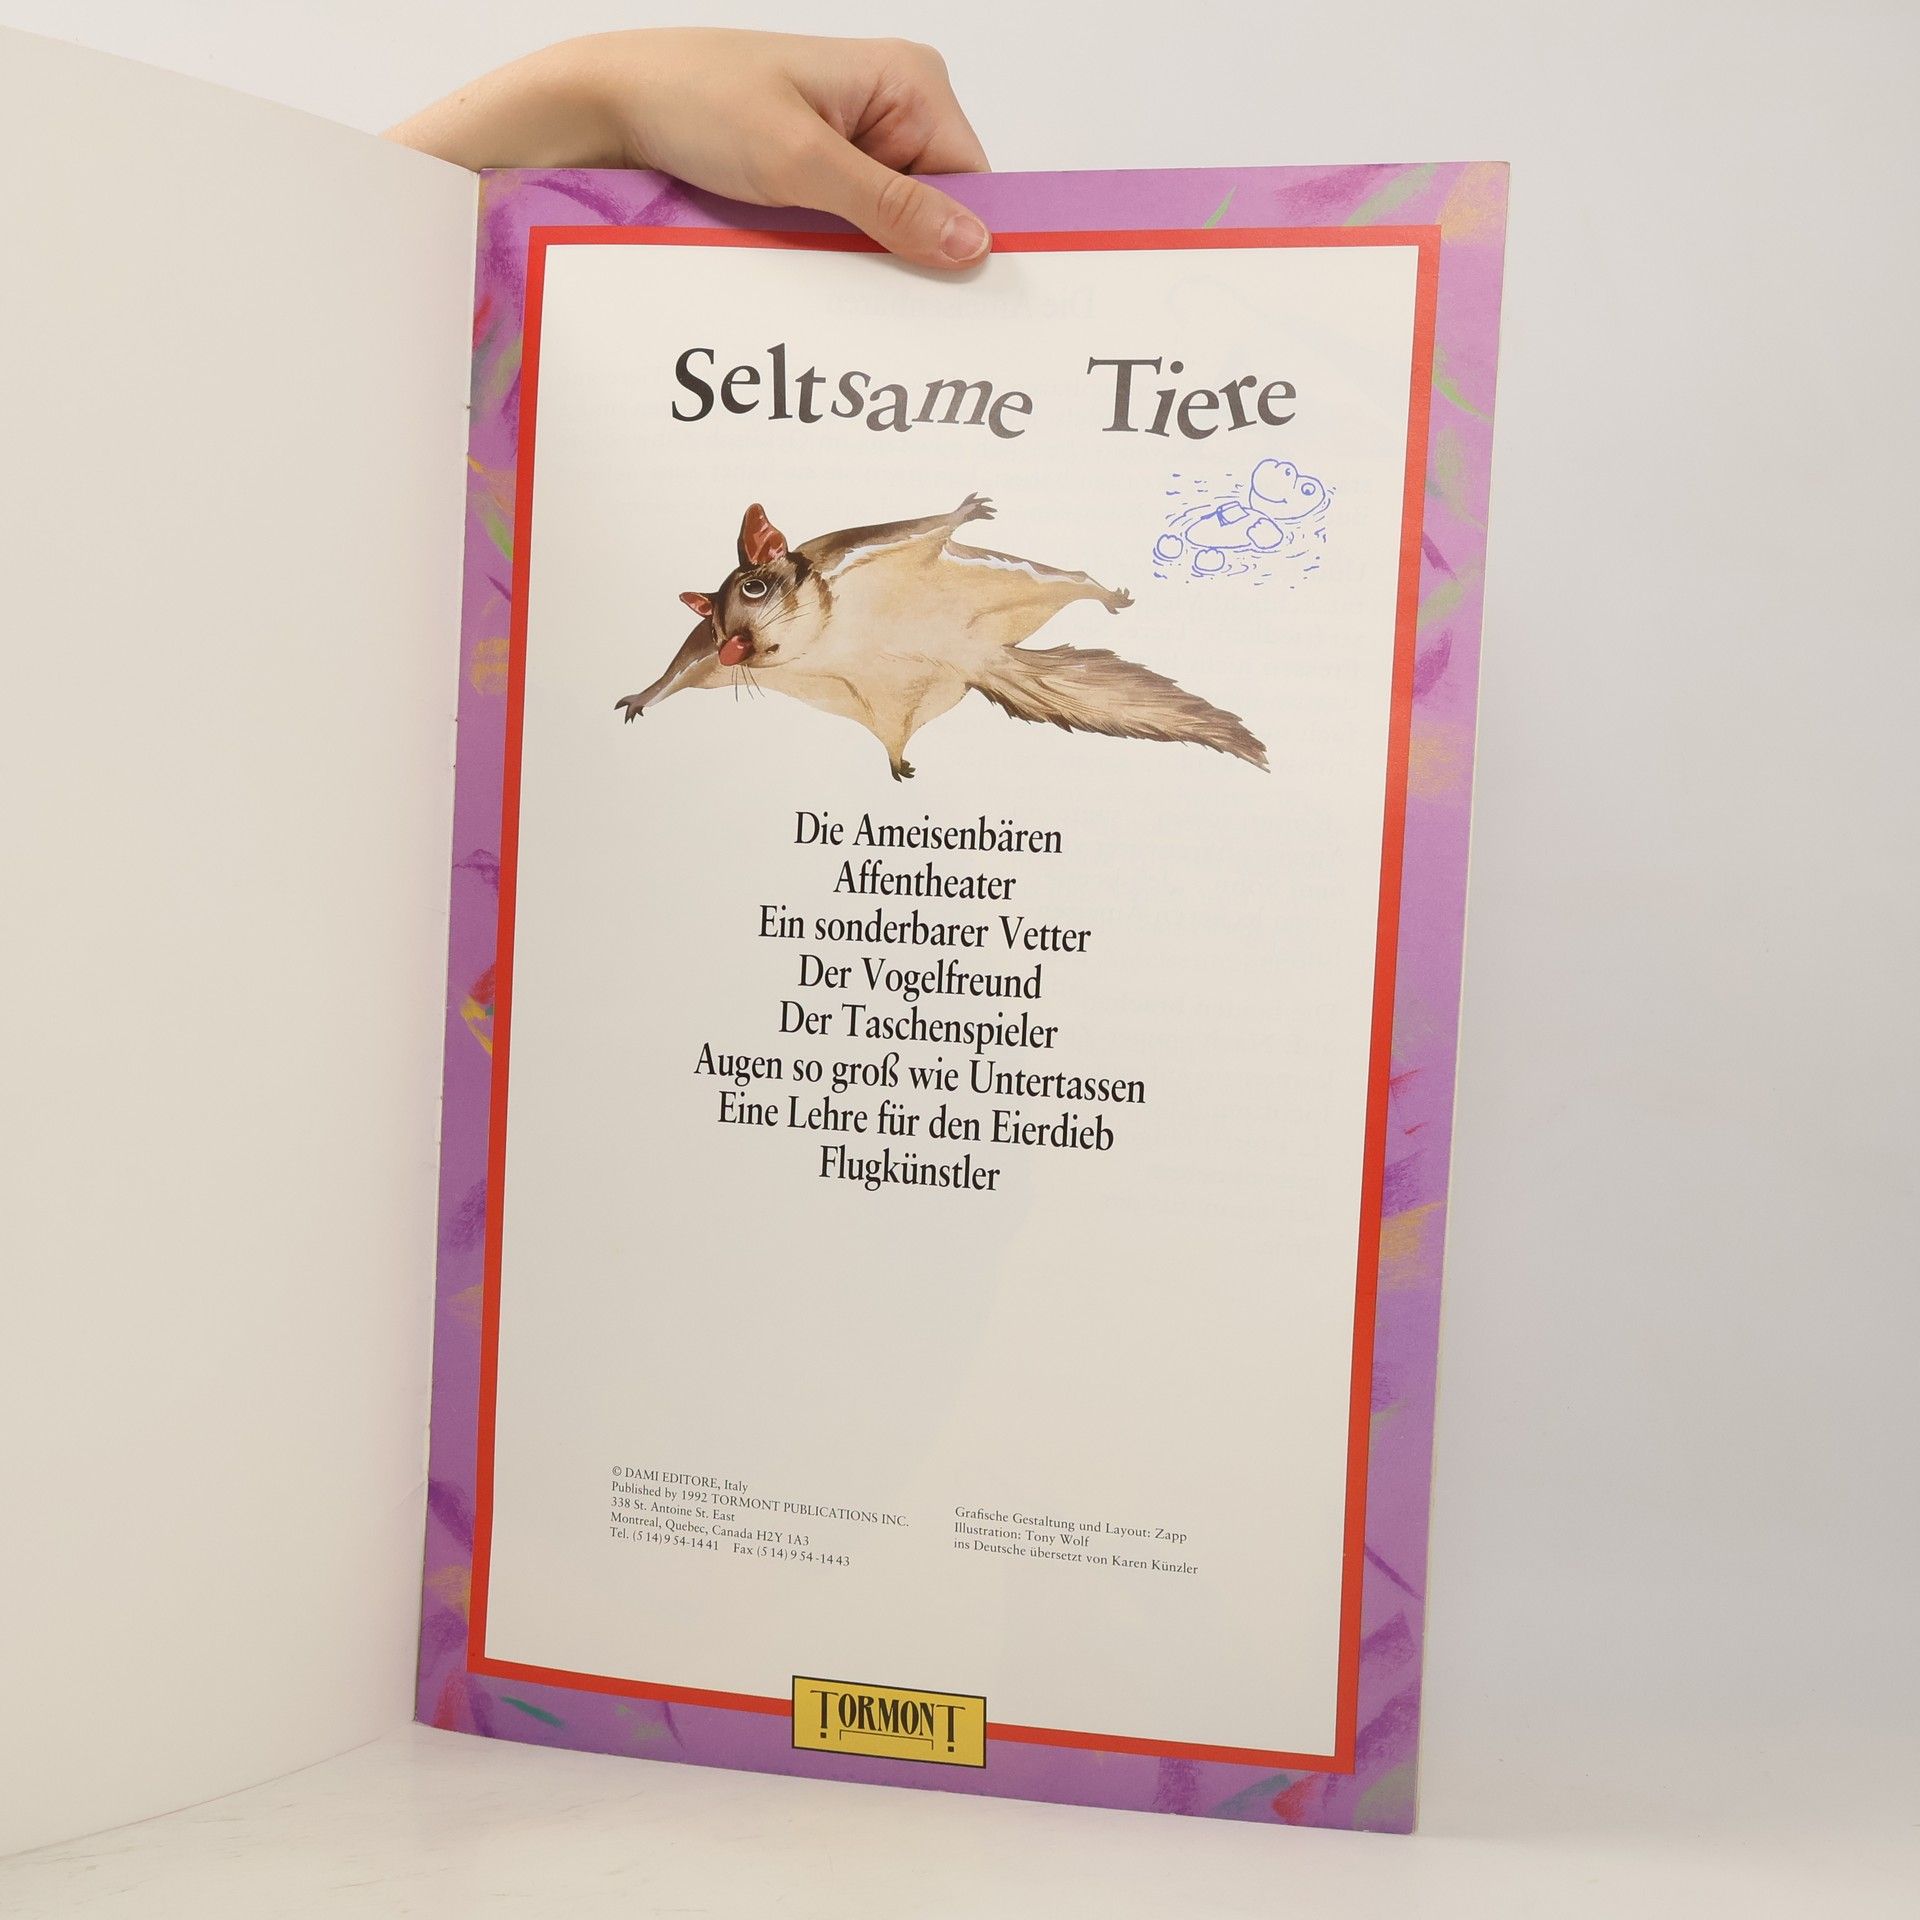 Seltsame Tiere
Die Ameisenbären
Affentheater
Ein sonderbarer Vetter
Der Vogelfreund
Der Taschenspieler
Augen so groß wie Untertassen
Eine Lehre für den Eierdieb
Flugkünstler
© DAMI EDITORE, Italy
Published by 1992 TORMONT PUBLICATIONS INC.
338 St. Antoine St. East
Montreal, Quebec, Canada H2Y 1A3
Tel. (514)954-1441 Fax (514)954-1443
Grafische Gestaltung und Layout: Zapp
Illustration: Tony Wolf
ins Deutsche übersetzt von Karen Künzler
TORMONT